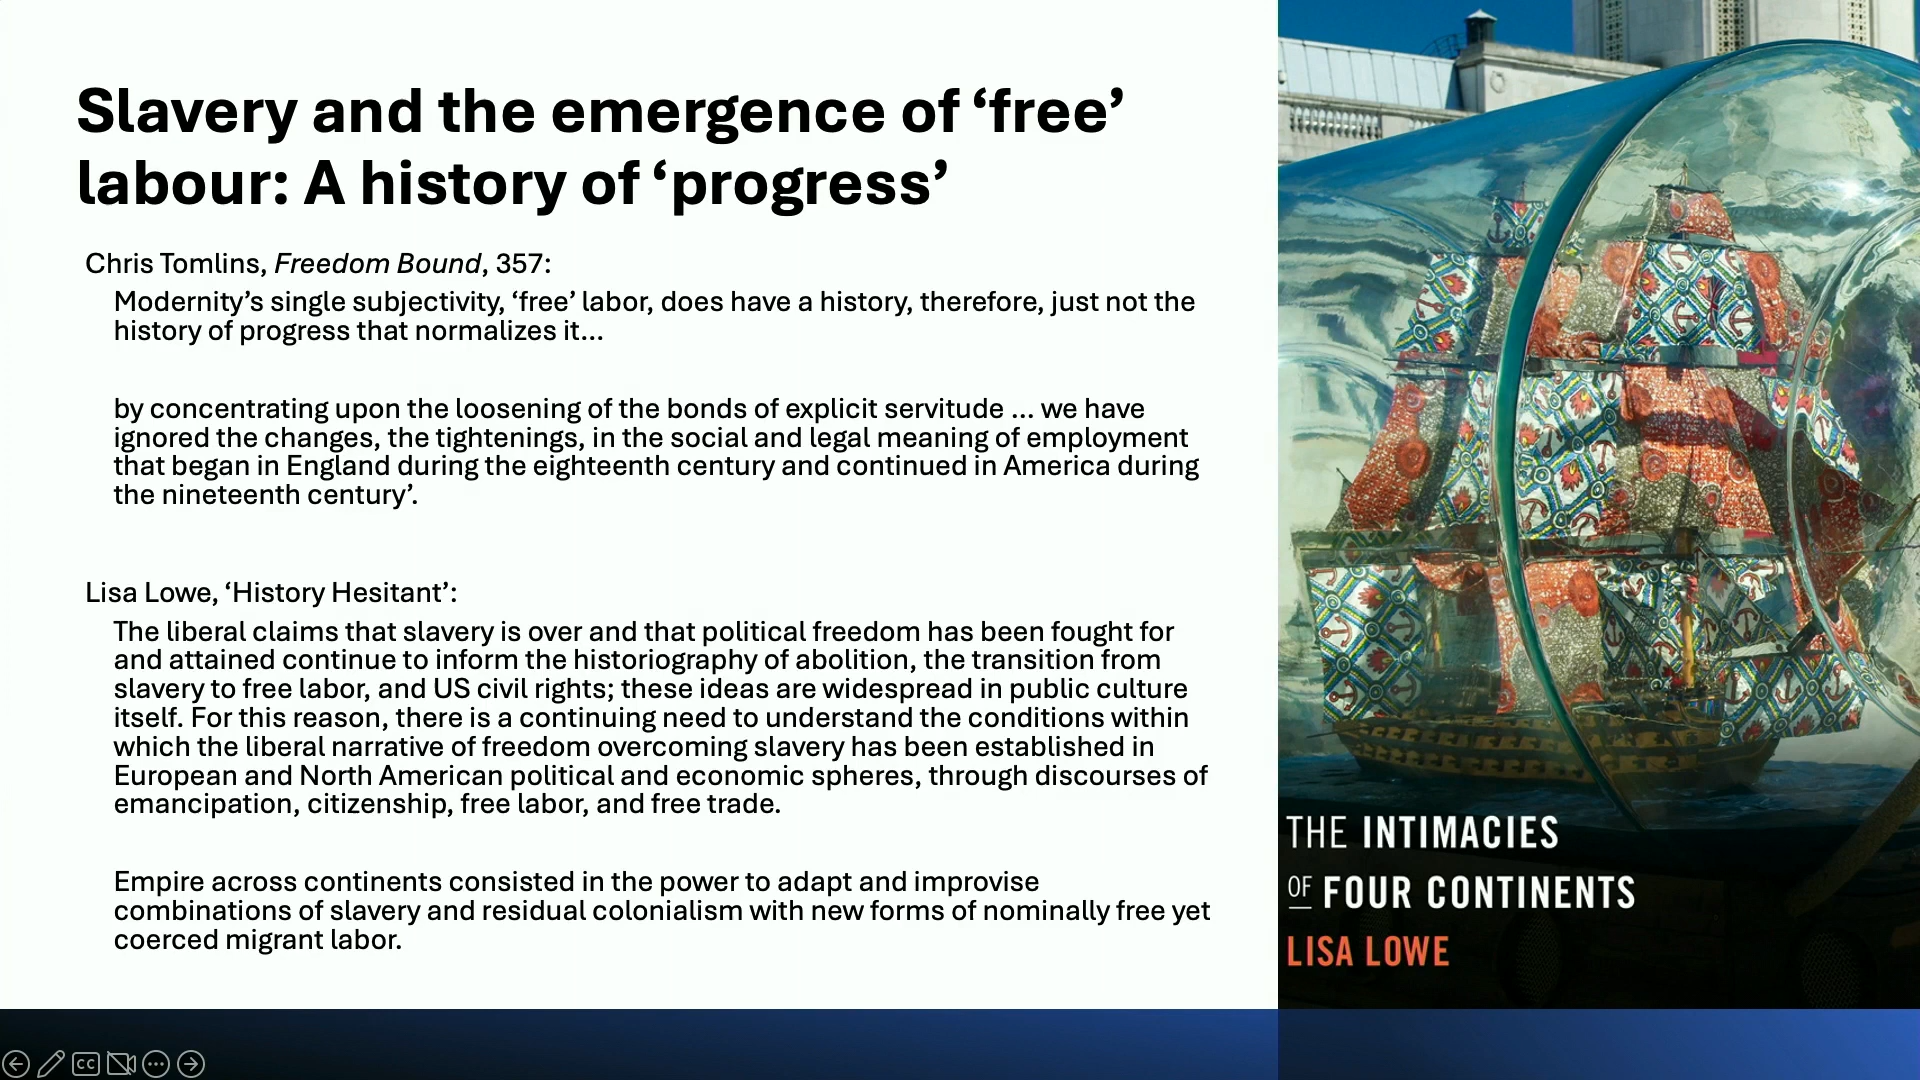 Slavery and the emergence of ‘free’
labour: A history of ‘progress’
Chris Tomlins, Freedom Bound, 357:
Modernity’s single subjectivity, ‘free’ labor, does have a history, therefore, just not the
history of progress that normalizes it…
by concentrating upon the loosening of the bonds of explicit servitude … we have
ignored the changes, the tightenings, in the social and legal meaning of employment
that began in England during the eighteenth century and continued in America during
the nineteenth century’.
Lisa Lowe, ‘History Hesitant’:
The liberal claims that slavery is over and that political freedom has been fought for
and attained continue to inform the historiography of abolition, the transition from
slavery to free labor, and US civil rights; these ideas are widespread in public culture
itself. For this reason, there is a continuing need to understand the conditions within
which the liberal narrative of freedom overcoming slavery has been established in
European and North American political and economic spheres, through discourses of
emancipation, citizenship, free labor, and free trade.
Empire across continents consisted in the power to adapt and improvise
combinations of slavery and residual colonialism with new forms of nominally free yet
coerced migrant labor.
THE INTIMACIES
OF FOUR CONTINENTS
LISA LOWE
CC